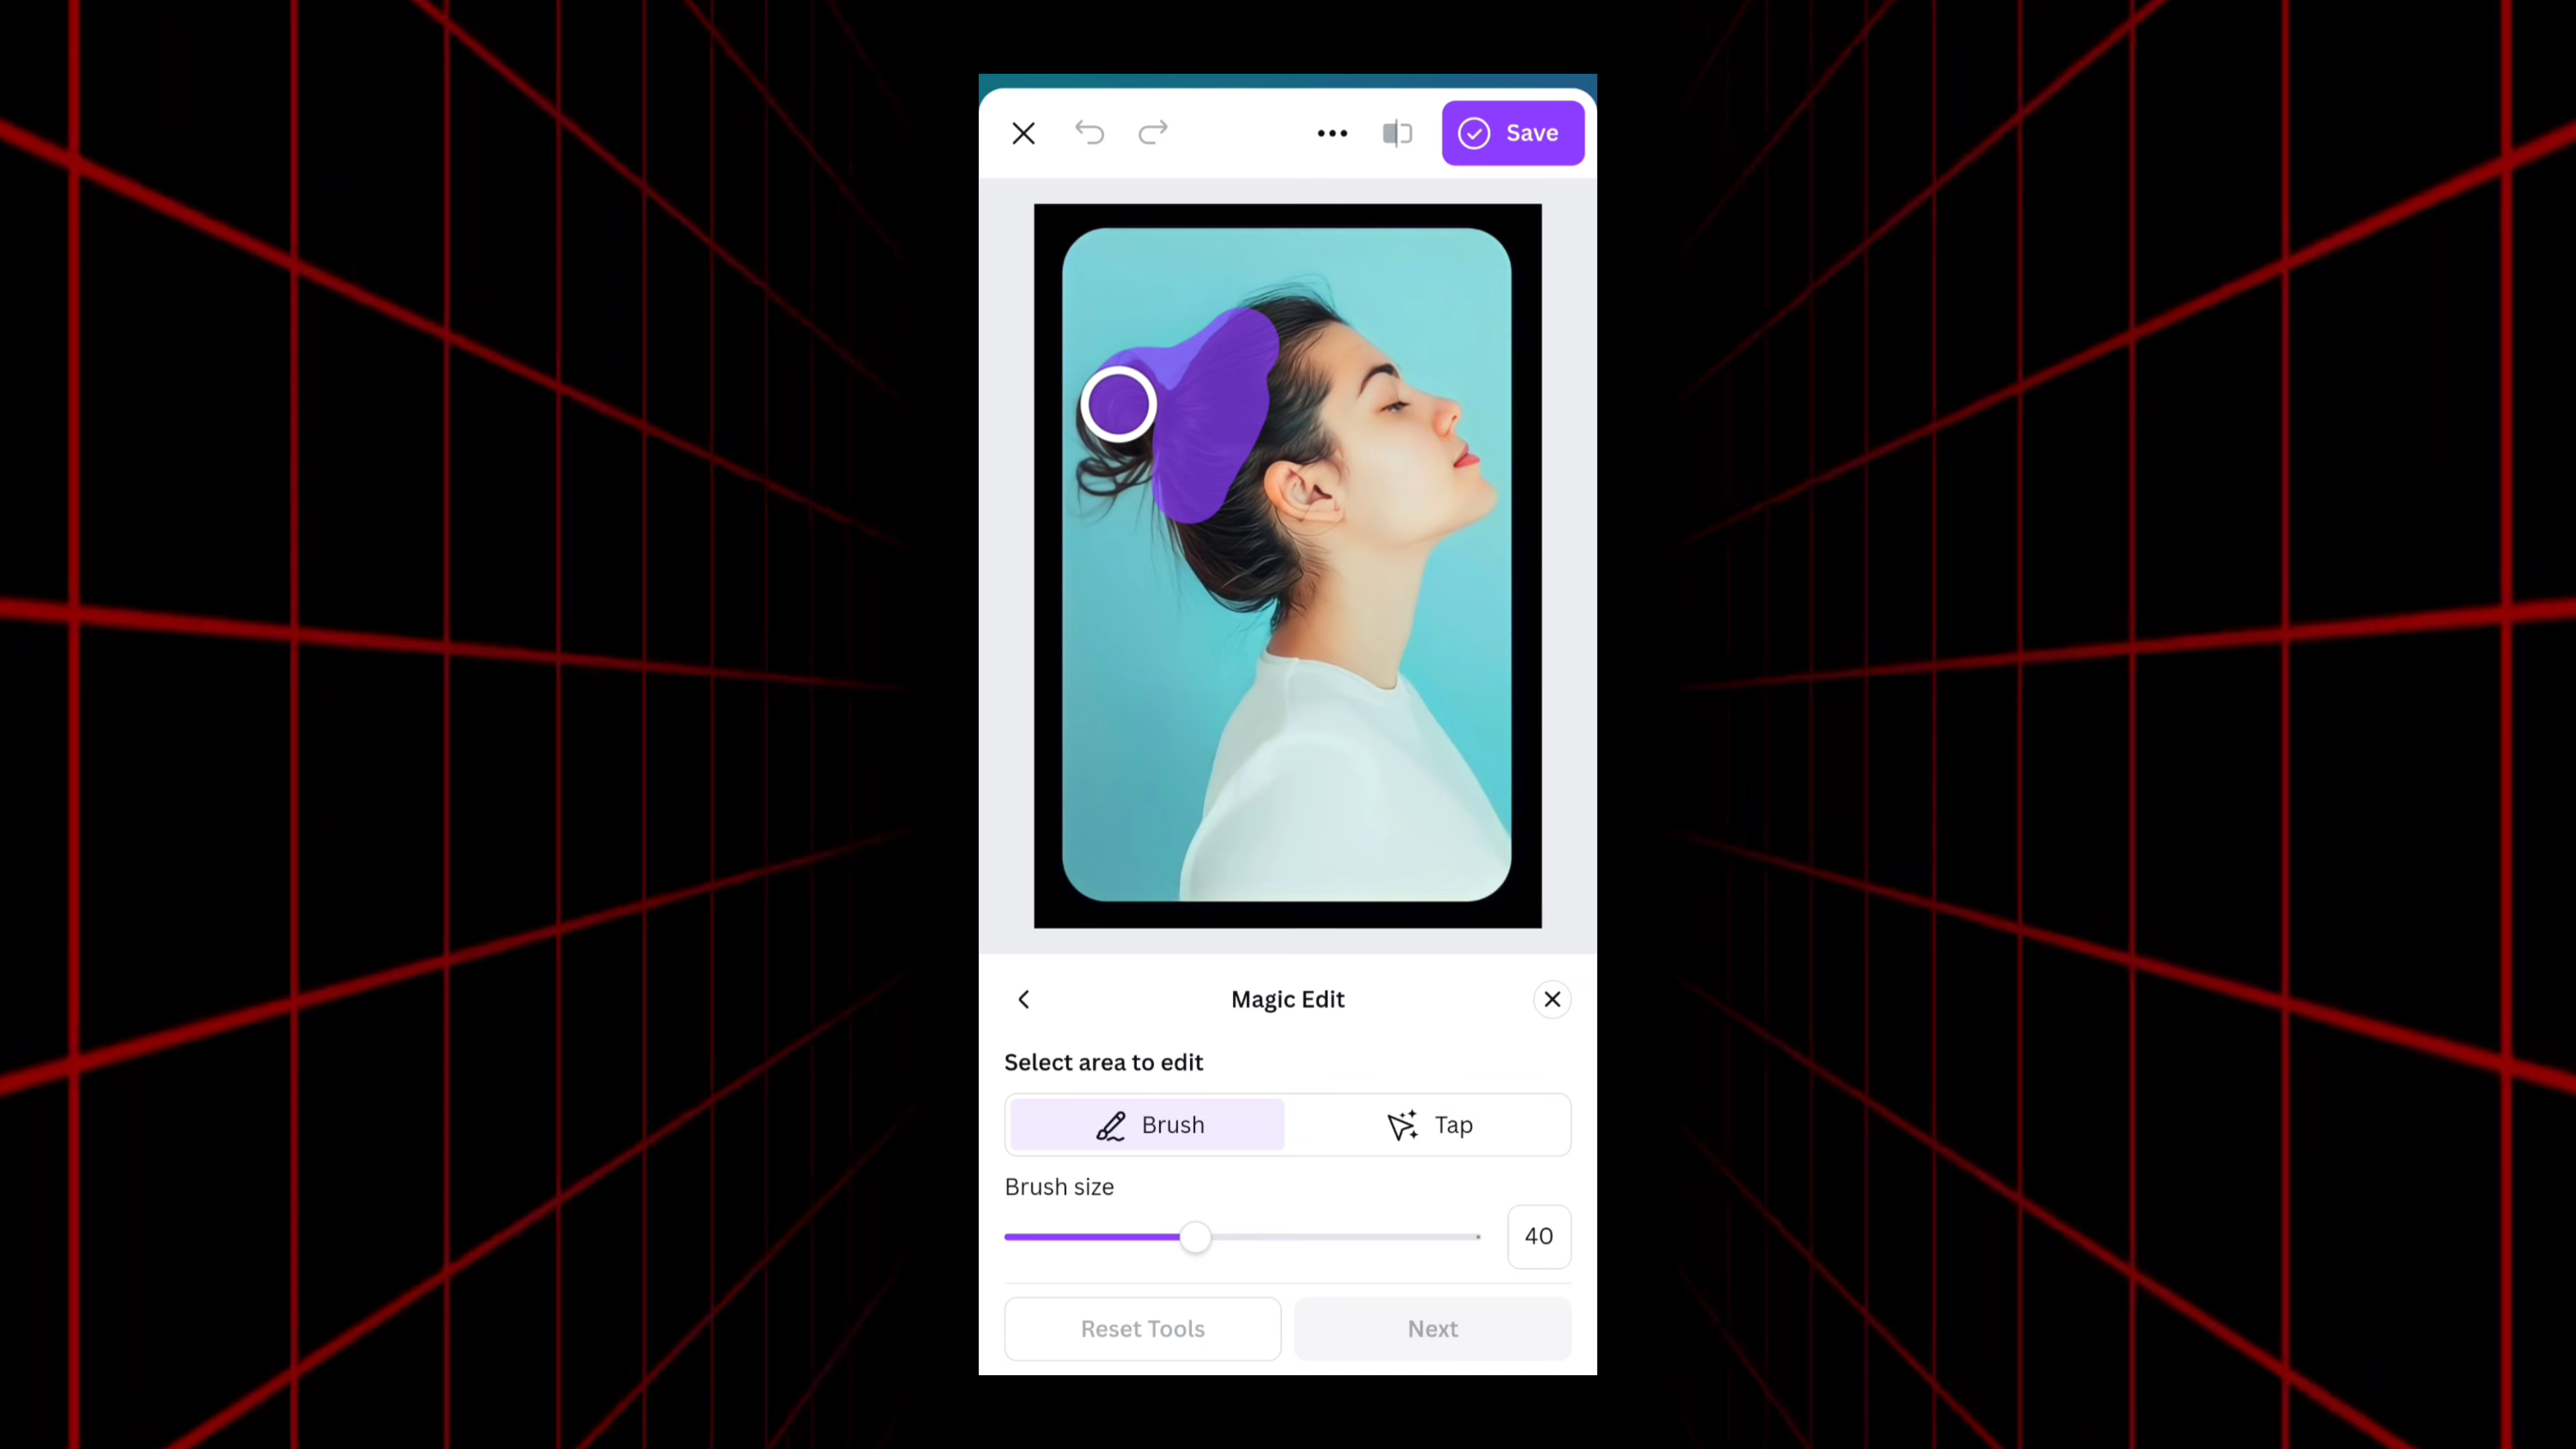 Save
Magic Edit
Select area to edit
Brush
Tap
Brush size
40
Reset Tools
Next